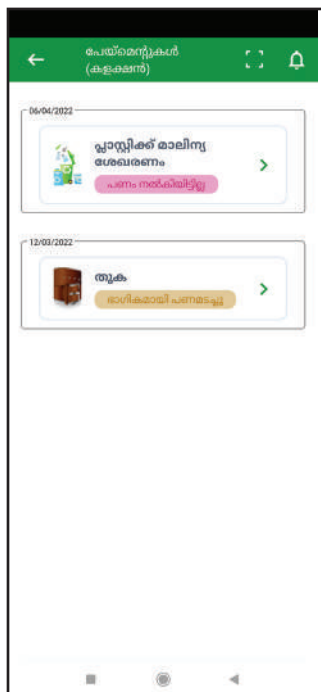 പേയ്മെന്റുകൾ
(കളക്ഷൻ)
06/04/2022
പ്ലാസ്റ്റിക്ക് മാലിന്യ
ശേഖരണം
പണം നൽകിയിട്ടില്ല
12/03/2022
തുക
ഭാഗികമായി പണമടച്ചു